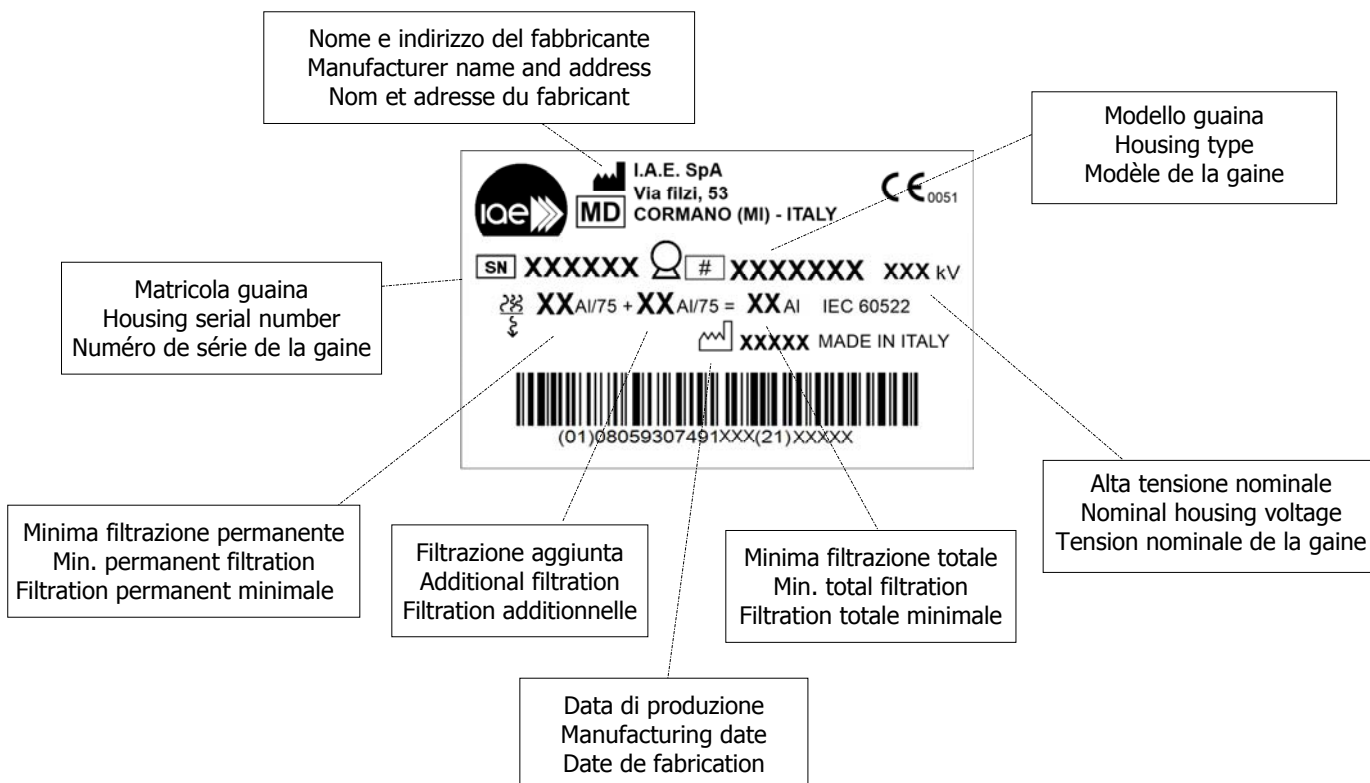 Nome e indirizzo del fabbricante
Manufacturer name and address
Nom et adresse du fabricant
Modello guaina
Housing type
Modèle de la gaine
iae
I.A.E. SpA
Via filzi, 53
MD CORMANO (MI) - ITALY
CE 0051
SN XXXXXX # XXXXXXX XXX kV
XX Al/75 + XX Al/75 = XX Al IEC 60522
XXXXX MADE IN ITALY
(01)08059307491XXX(21)XXXXX
Matricola guaina
Housing serial number
Numéro de série de la gaine
Minima filtrazione permanente
Min. permanent filtration
Filtration permanent minimale
Filtrazione aggiunta
Additional filtration
Filtration additionnelle
Minima filtrazione totale
Min. total filtration
Filtration totale minimale
Alta tensione nominale
Nominal housing voltage
Tension nominale de la gaine
Data di produzione
Manufacturing date
Date de fabrication